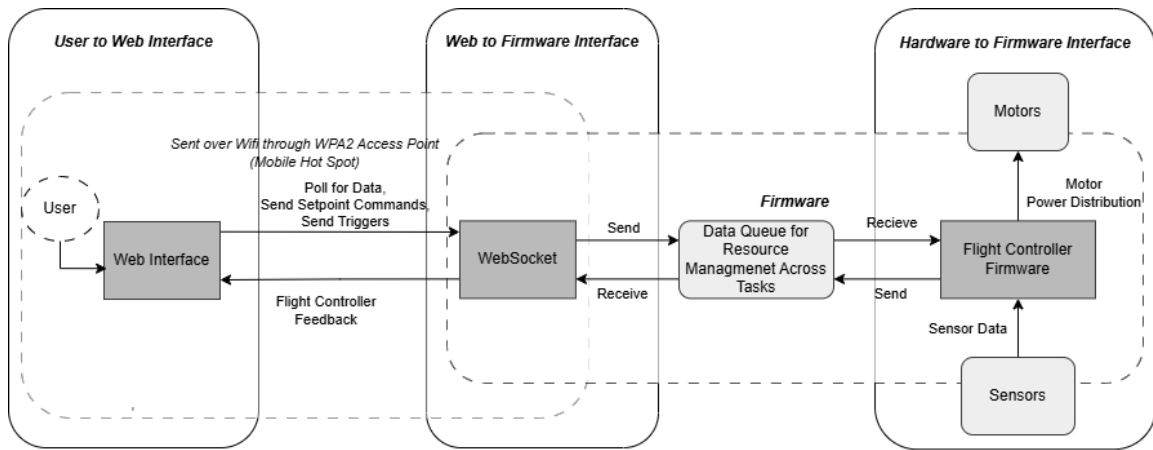 User to Web Interface
Web to Firmware Interface
Hardware to Firmware Interface
Motors
Sent over Wifi through WPA2 Access Point
(Mobile Hot Spot)
Poll for Data,
Send Setpoint Commands,
Send Triggers
User
Web Interface
Flight Controller
Feedback
WebSocket
Send
Receive
Firmware
Data Queue for
Resource
Managmenet Across
Tasks
Recieve
Send
Motor
Power Distribution
Flight Controller
Firmware
Sensor Data
Sensors